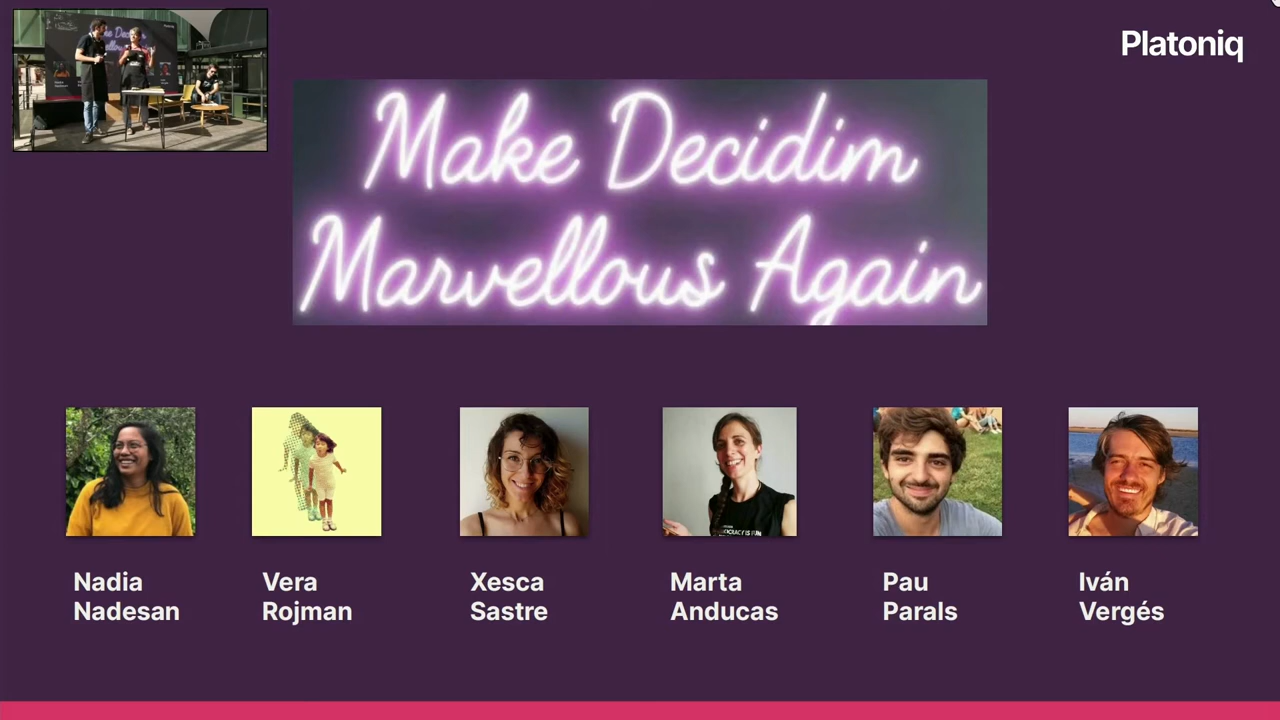 Platoniq
Make Decidim
Marvellous Again
Nadia
Nadesan
Vera
Rojman
Xesca
Sastre
Marta
Anducas
Pau
Parals
Iván
Vergés